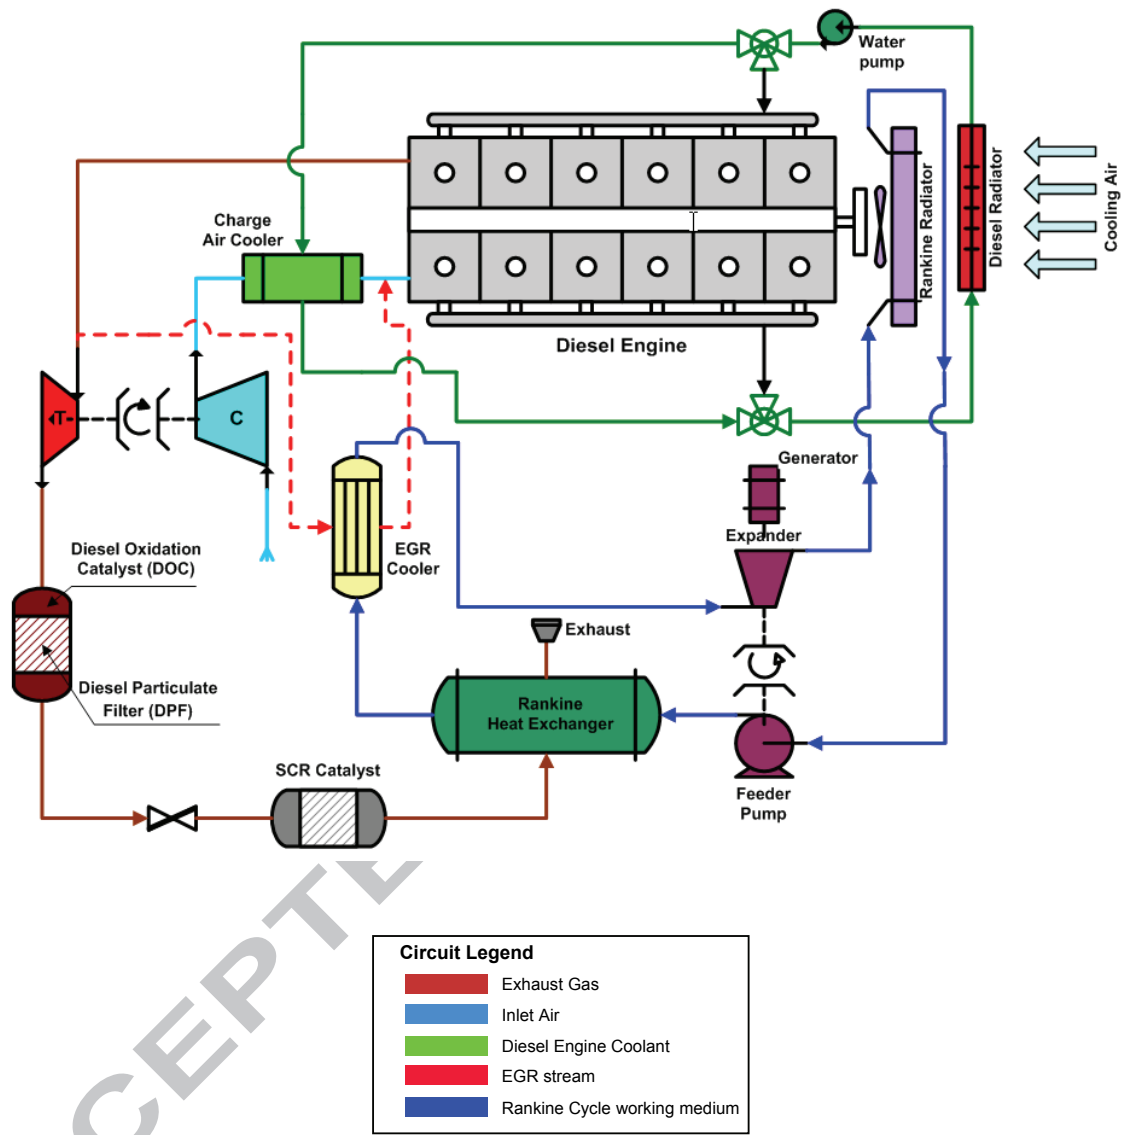 Water
pump
Charge
Air Cooler
Rankine Radiator
Diesel Radiator
Cooling Air
Diesel Engine
T
C
Generator
Expander
EGR
Cooler
Diesel Oxidation
Catalyst (DOC)
Exhaust
Diesel Particulate
Filter (DPF)
Rankine
Heat Exchanger
SCR Catalyst
Feeder
Pump
CEPTE
Circuit Legend
Exhaust Gas
Inlet Air
Diesel Engine Coolant
EGR stream
Rankine Cycle working medium